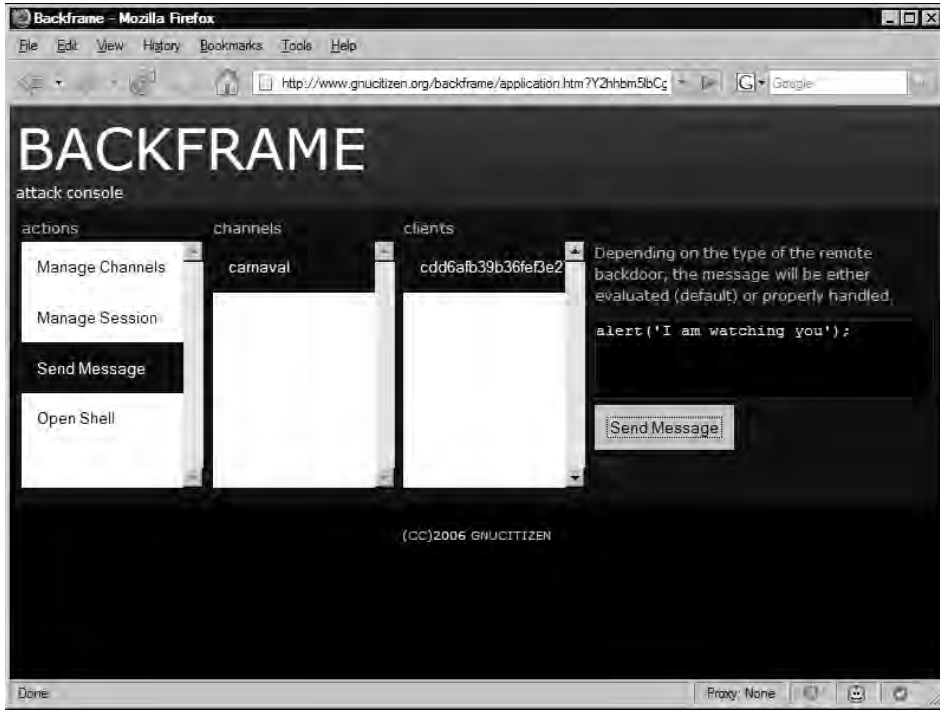 Backframe - Mozilla Firefox
File Edit View History Bookmarks Tools Help
http://www.gnucitizen.org/backframe/application.htm?Y2hhbm5lbCg
G Google
BACKFRAME
attack console
actions
Manage Channels
Manage Session
Send Message
Open Shell
channels
carnaval
clients
cdd6afb39b36fef3e2
Depending on the type of the remote
backdoor, the message will be either
evaluated (default) or properly handled.
alert('I am watching you');
Send Message
(CC)2006 GNUCITIZEN
Done
Proxy: None